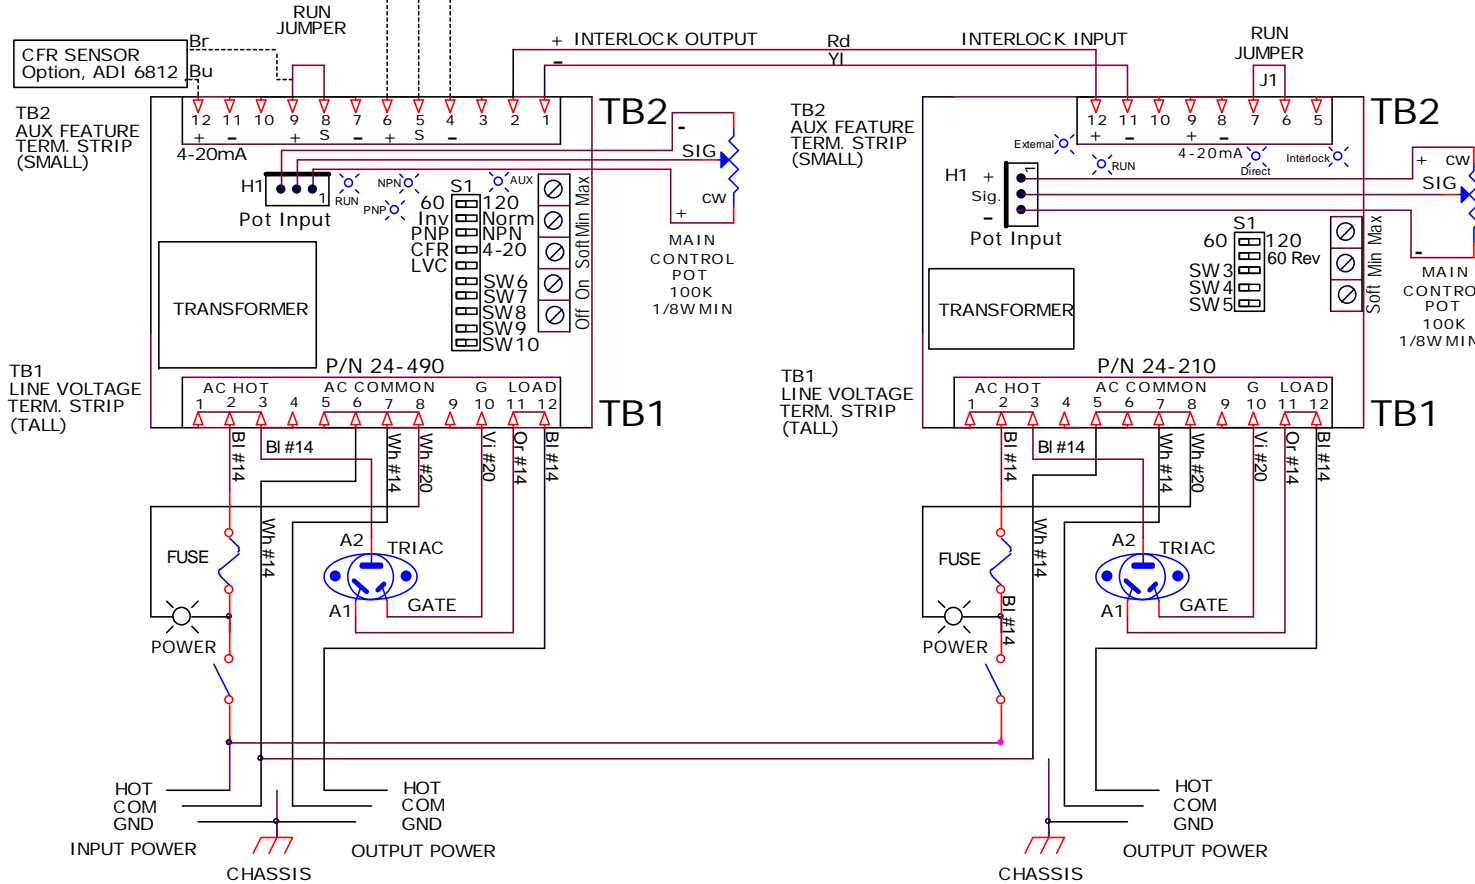 RUN
JUMPER
CFR SENSOR
Option, ADI 6812
Br
Bu
+ INTERLOCK OUTPUT
-
Rd
Yl
INTERLOCK INPUT
RUN
JUMPER
J1
TB2
AUX FEATURE
TERM. STRIP
(SMALL)
12 11 10 9 8 7 6 5 4 3 2 1
+ - + S - + S -
4-20mA
TB2
H1
1
Pot Input
RUN
NPN
PNP
AUX
- SIG
CW
+
MAIN
CONTROL
POT
100K
1/8W MIN
S1
60 120
Inv Norm
PNP NPN
CFR 4-20
LVC
SW6
SW7
SW8
SW9
SW10
Off On Soft Min Max
TRANSFORMER
P/N 24-490
TB1
LINE VOLTAGE
TERM. STRIP
(TALL)
AC HOT AC COMMON G LOAD
1 2 3 4 5 6 7 8 9 10 11 12
TB1
Bl #14
Bl #14
Wh #14
Wh #20
Vi #20
Or #14
Bl #14
Wh #14
FUSE
A2
TRIAC
A1
GATE
POWER
HOT
COM
GND
INPUT POWER
HOT
COM
GND
OUTPUT POWER
CHASSIS
TB2
AUX FEATURE
TERM. STRIP
(SMALL)
12 11 10 9 8 7 6 5
+ - + -
4-20mA
TB2
External
RUN
Direct
Interlock
H1 +
Sig.
-
1
Pot Input
+ CW
SIG
-
MAIN
CONTRO
POT
100K
1/8W MIN
S1
60 120
60 Rev
SW3
SW4
SW5
Soft Min Max
TRANSFORMER
P/N 24-210
TB1
LINE VOLTAGE
TERM. STRIP
(TALL)
AC HOT AC COMMON G LOAD
1 2 3 4 5 6 7 8 9 10 11 12
TB1
Bl #14
Bl #14
Wh #14
Wh #20
Vi #20
Or #14
Bl #14
Wh #14
FUSE
Bl #14
A2
TRIAC
A1
GATE
POWER
HOT
COM
GND
OUTPUT POWER
CHASSIS